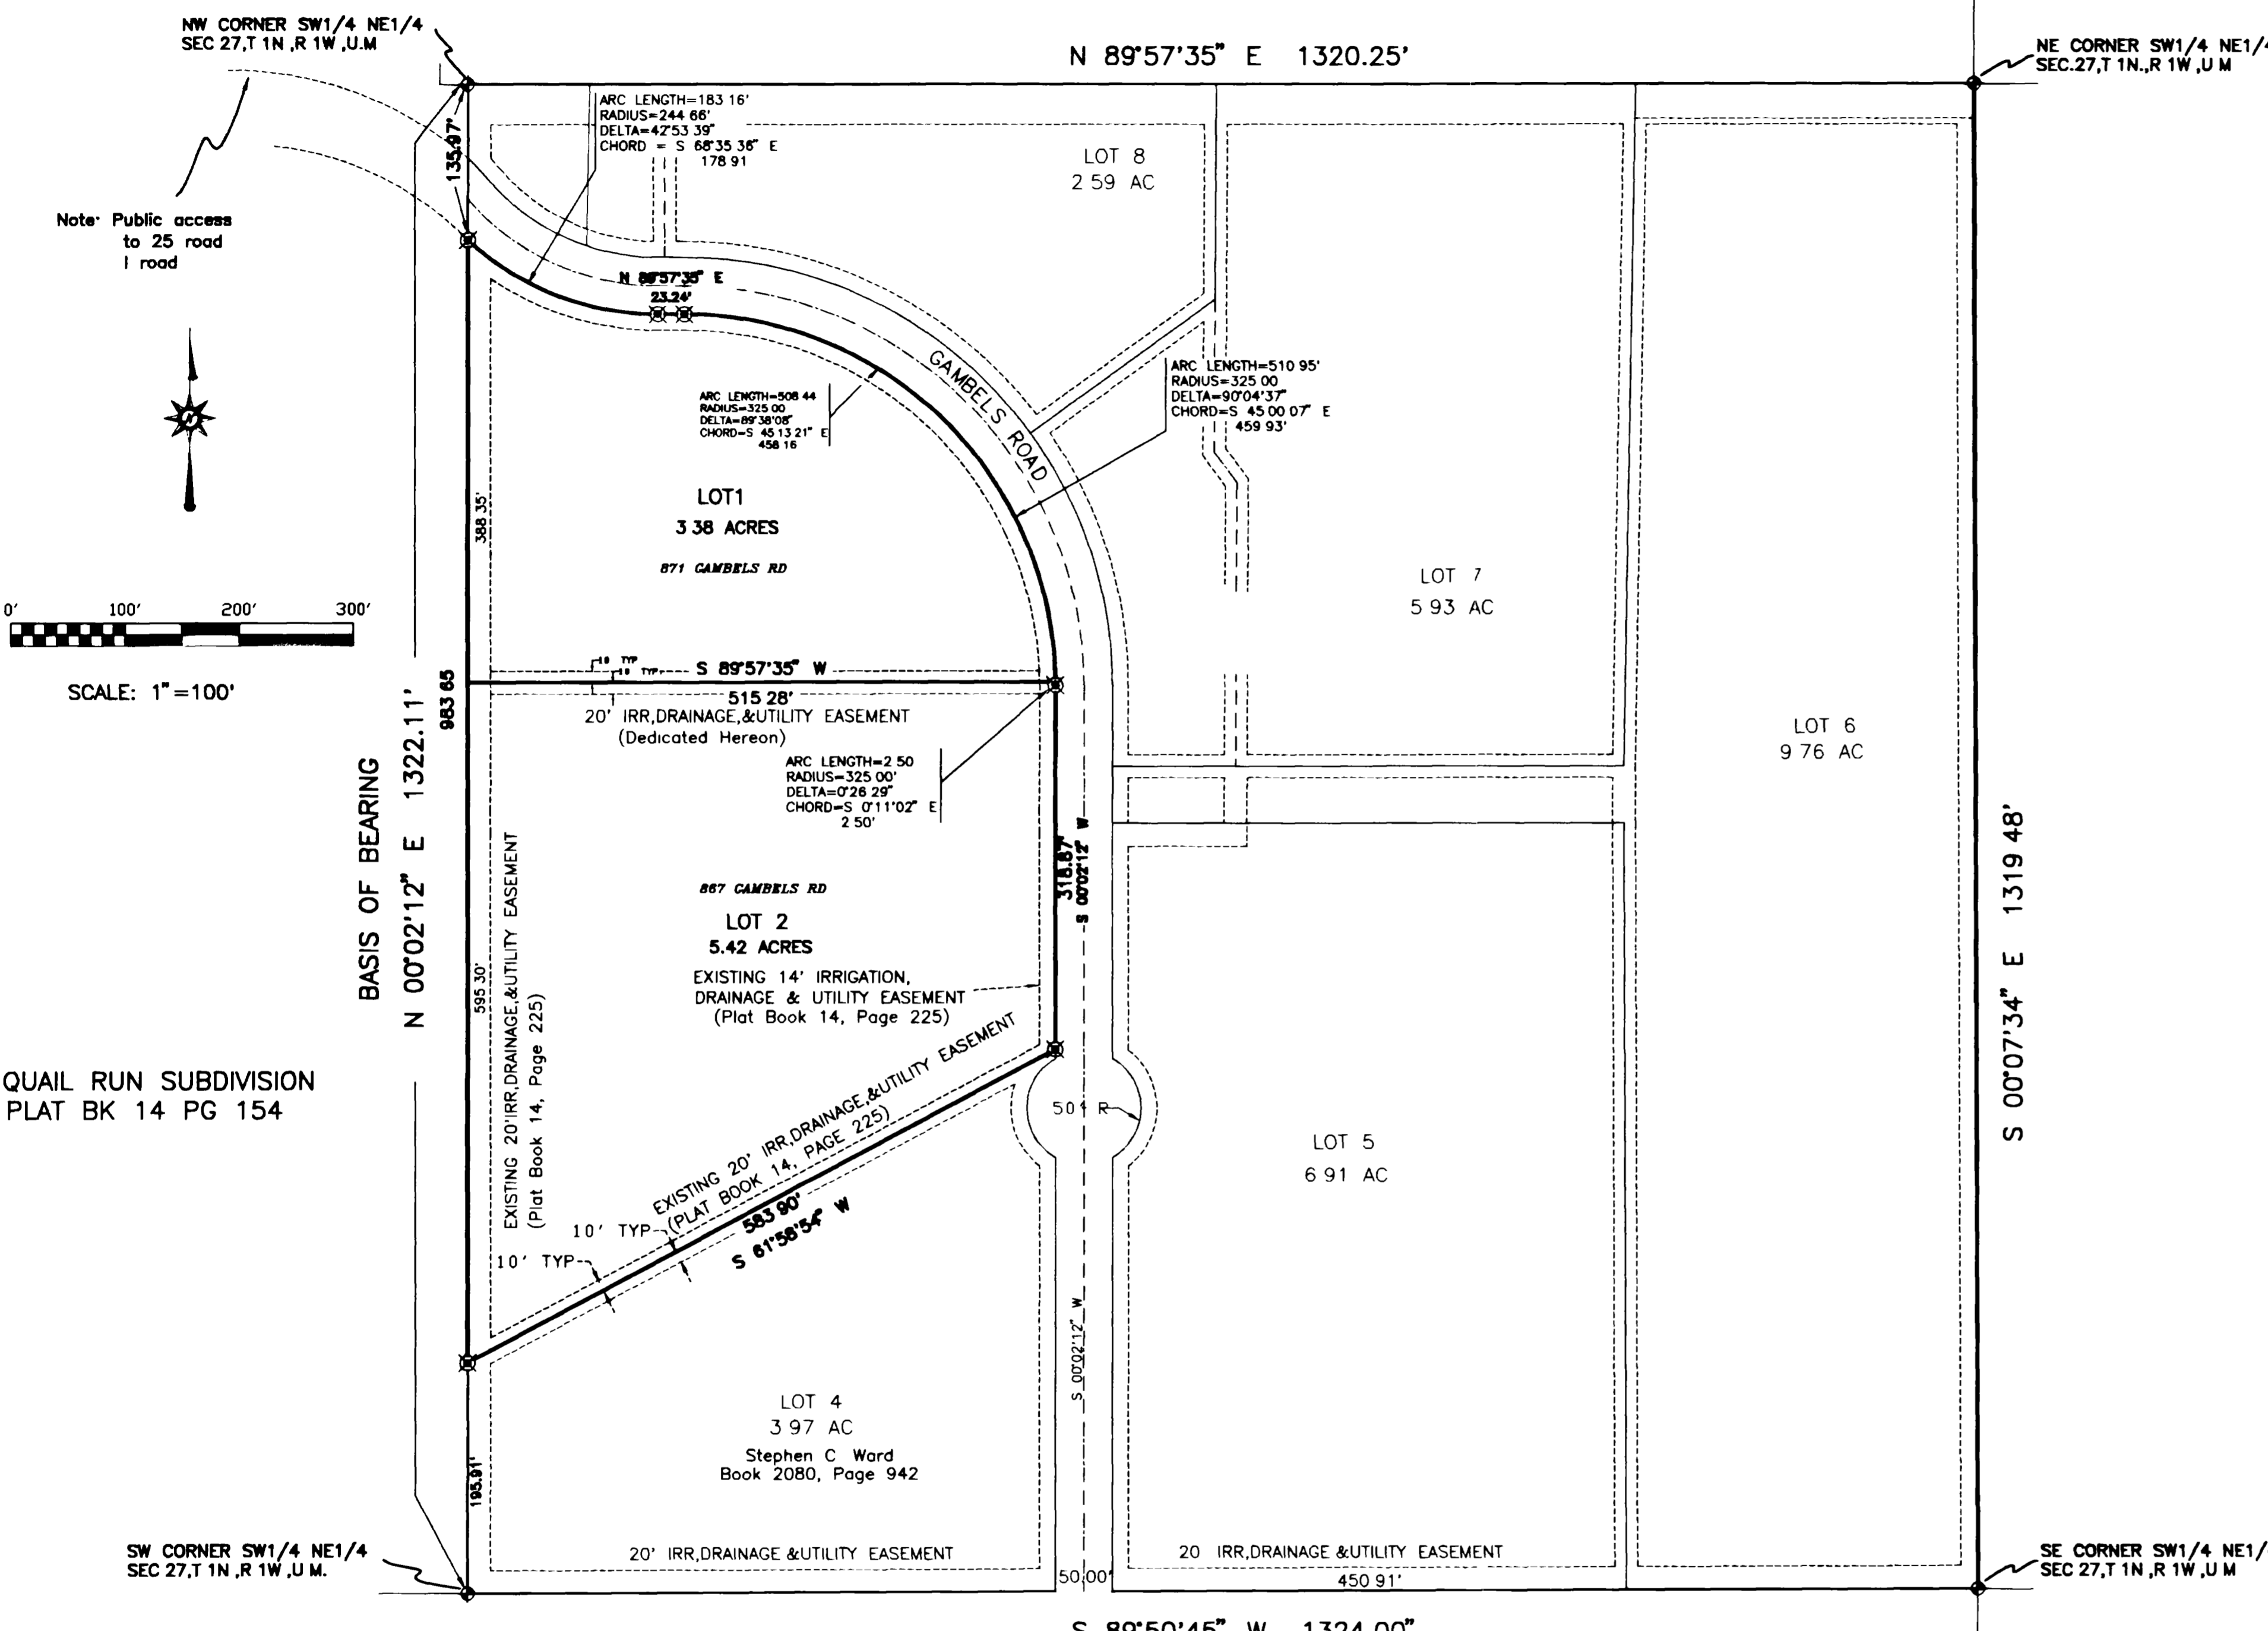 NW CORNER SW1/4 NE1/4
SEC 27,T 1N ,R 1W ,U.M
N 89°57'35" E 1320.25'
NE CORNER SW1/4 NE1/4
SEC.27,T 1N.,R 1W ,U M
ARC LENGTH=183 16'
RADIUS=244 66'
DELTA=42°53 39"
CHORD = S 68°35 36" E
178 91
135.97'
LOT 8
2 59 AC
Note: Public access
to 25 road
I road
N 89°57'35" E
23.24'
GAMBELS ROAD
ARC LENGTH=510 95'
RADIUS=325 00
DELTA=90°04'37"
CHORD=S 45 00 07" E
459 93'
ARC LENGTH=508 44
RADIUS=325 00
DELTA=89°38'08"
CHORD=S 45 13 21" E
458 16
LOT1
3 38 ACRES
871 GAMBELS RD
388 35'
LOT 7
5 93 AC
0' 100' 200' 300'
SCALE: 1"=100'
10 TYP
10 TYP
S 89°57'35" W
515 28'
20' IRR,DRAINAGE,&UTILITY EASEMENT
(Dedicated Hereon)
983 65
BASIS OF BEARING
N 00°02'12" E 1322.11'
ARC LENGTH=2 50
RADIUS=325 00'
DELTA=0°26 29"
CHORD=S 0°11'02" E
2 50'
LOT 6
9 76 AC
318.87'
S 00°02'12" W
S 00°07'34" E 1319 48'
867 GAMBELS RD
LOT 2
5.42 ACRES
EXISTING 14' IRRIGATION,
DRAINAGE & UTILITY EASEMENT
(Plat Book 14, Page 225)
595 30'
EXISTING 20'IRR,DRAINAGE,&UTILITY EASEMENT
(Plat Book 14, Page 225)
QUAIL RUN SUBDIVISION
PLAT BK 14 PG 154
EXISTING 20' IRR,DRAINAGE,&UTILITY EASEMENT
(PLAT BOOK 14, PAGE 225)
583 90'
S 61°58'54" W
10' TYP
10' TYP
50' R
LOT 5
6 91 AC
S 00°02'12" W
LOT 4
3 97 AC
Stephen C Ward
Book 2080, Page 942
195.91'
SW CORNER SW1/4 NE1/4
SEC 27,T 1N ,R 1W ,U M.
20' IRR,DRAINAGE &UTILITY EASEMENT
20 IRR,DRAINAGE &UTILITY EASEMENT
50.00'
450 91'
SE CORNER SW1/4 NE1/
SEC 27,T 1N ,R 1W ,U M
S 89°50'45" W 1324.00"